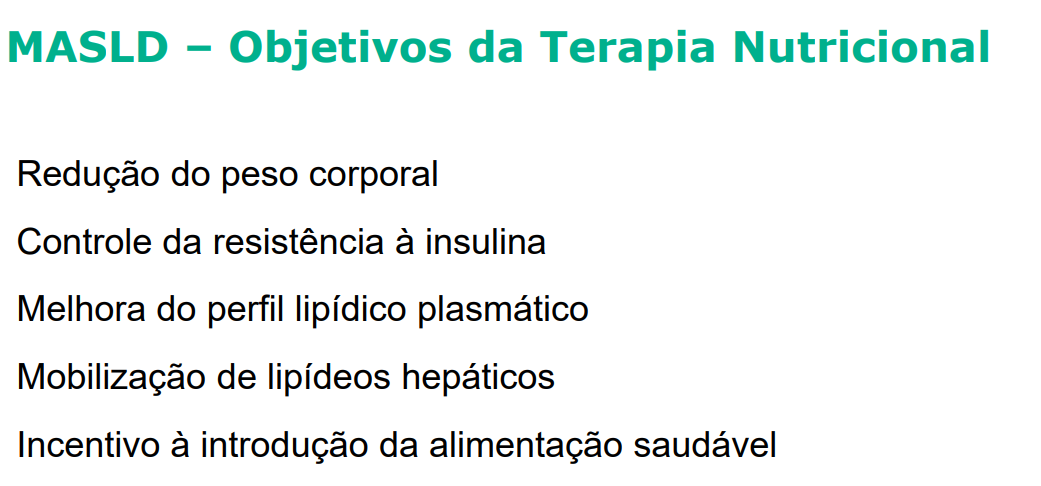 MASLD – Objetivos da Terapia Nutricional
Redução do peso corporal
Controle da resistência à insulina
Melhora do perfil lipídico plasmático
Mobilização de lipídeos hepáticos
Incentivo à introdução da alimentação saudável